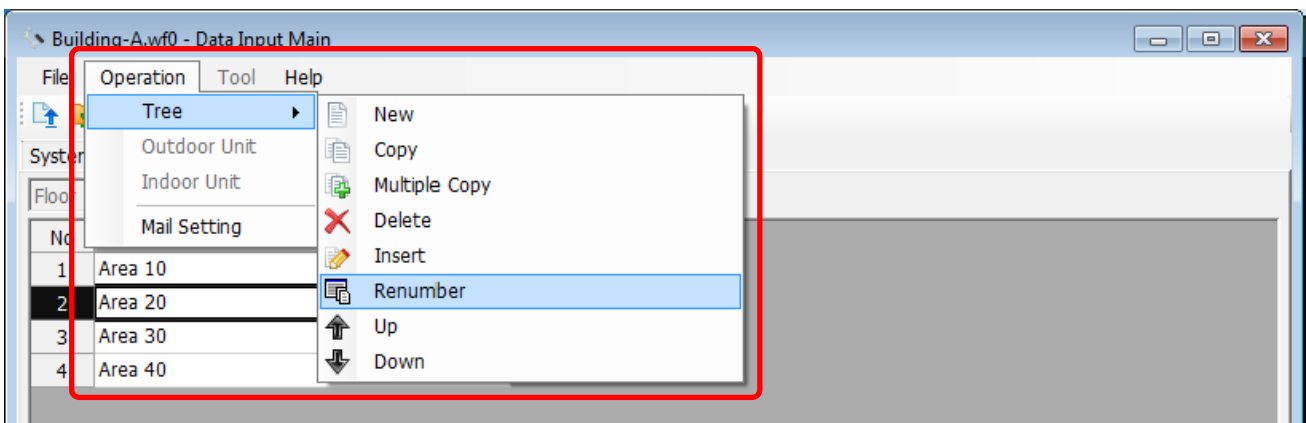 Building-A.wf0 - Data Input Main
File Operation Tool Help
Tree New
Outdoor Unit Copy
Indoor Unit Multiple Copy
Mail Setting Delete
Insert
Renumber
Up
Down
System
Floor
No
1 Area 10
2 Area 20
3 Area 30
4 Area 40